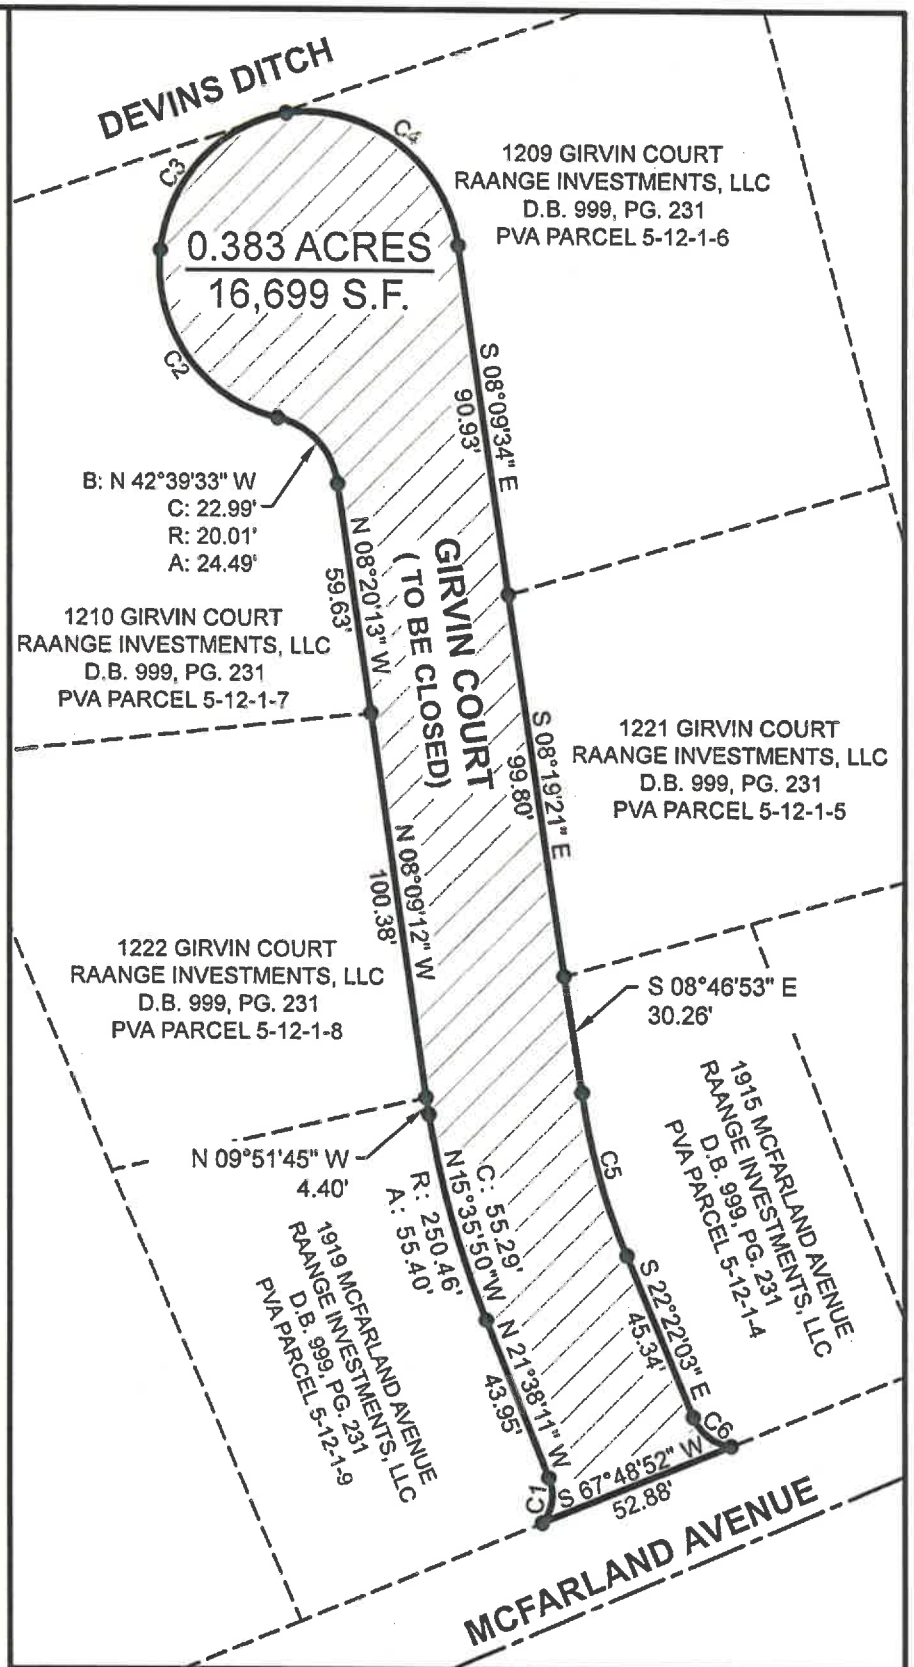 DEVINS DITCH
C3
C4
1209 GIRVIN COURT
RAANGE INVESTMENTS, LLC
D.B. 999, PG. 231
PVA PARCEL 5-12-1-6
0.383 ACRES
16,699 S.F.
C2
S 08°09'34" E
90.93'
B: N 42°39'33" W
C: 22.99'
R: 20.01'
A: 24.49'
N 08°20'13" W
59.63'
GIRVIN COURT
( TO BE CLOSED)
1210 GIRVIN COURT
RAANGE INVESTMENTS, LLC
D.B. 999, PG. 231
PVA PARCEL 5-12-1-7
S 08°19'21" E
99.80'
1221 GIRVIN COURT
RAANGE INVESTMENTS, LLC
D.B. 999, PG. 231
PVA PARCEL 5-12-1-5
N 08°09'12" W
100.38'
1222 GIRVIN COURT
RAANGE INVESTMENTS, LLC
D.B. 999, PG. 231
PVA PARCEL 5-12-1-8
S 08°46'53" E
30.26'
N 09°51'45" W
4.40'
C: 55.29'
N15°35'50"W
R: 250.46'
A: 55.40'
C5
1915 MCFARLAND AVENUE
RAANGE INVESTMENTS, LLC
D.B. 999, PG. 231
PVA PARCEL 5-12-1-4
1919 MCFARLAND AVENUE
RAANGE INVESTMENTS, LLC
D.B. 999, PG. 231
PVA PARCEL 5-12-1-9
S 22°22'03" E
45.34'
N 21°38'11" W
43.95'
C6
C1
S 67°48'52" W
52.88'
MCFARLAND AVENUE